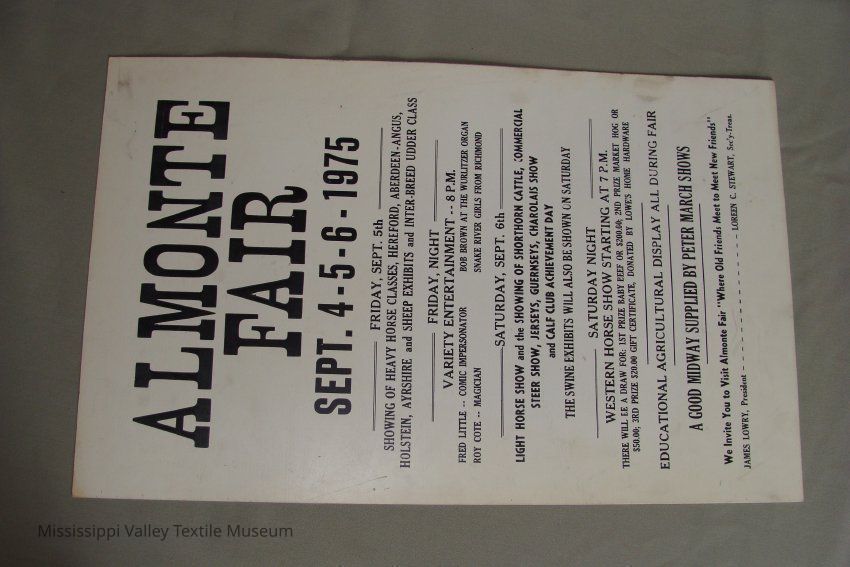 ALMONTE
FAIR
SEPT. 4-5-6-1975
FRIDAY, SEPT. 5th
SHOWING OF HEAVY HORSE CLASSES, HEREFORD, ABERDEEN-ANGUS,
HOLSTEIN, AYRSHIRE and SHEEP EXHIBITS and INTER-BREED UDDER CLASS
FRIDAY, NIGHT
VARIETY ENTERTAINMENT -- 8 P.M.
FRED LITTLE -- COMIC IMPERSONATOR BOB BROWN AT THE WURLITZER ORGAN
ROY COTE -- MAGICIAN SNAKE RIVER GIRLS FROM RICHMOND
SATURDAY, SEPT. 6th
LIGHT HORSE SHOW and the SHOWING OF SHORTHORN CATTLE, COMMERCIAL
STEER SHOW, JERSEYS, GUERNSEYS, CHAROLAIS SHOW
and CALF CLUB ACHIEVEMENT DAY
THE SWINE EXHIBITS WILL ALSO BE SHOWN ON SATURDAY
SATURDAY NIGHT
WESTERN HORSE SHOW STARTING AT 7 P.M.
THERE WILL BE A DRAW FOR: 1ST PRIZE BABY BEEF OR $200.00; 2ND PRIZE MARKET HOG OR
$50.00; 3RD PRIZE $20.00 GIFT CERTIFICATE, DONATED BY LOWE'S HOME HARDWARE
EDUCATIONAL AGRICULTURAL DISPLAY ALL DURING FAIR
A GOOD MIDWAY SUPPLIED BY PETER MARCH SHOWS
We Invite You to Visit Almonte Fair "Where Old Friends Meet to Meet New Friends"
JAMES LOWRY, President - - - - - - - - - - - - LOREEN C. STEWART, Sec'y-Treas.
Mississippi Valley Textile Museum